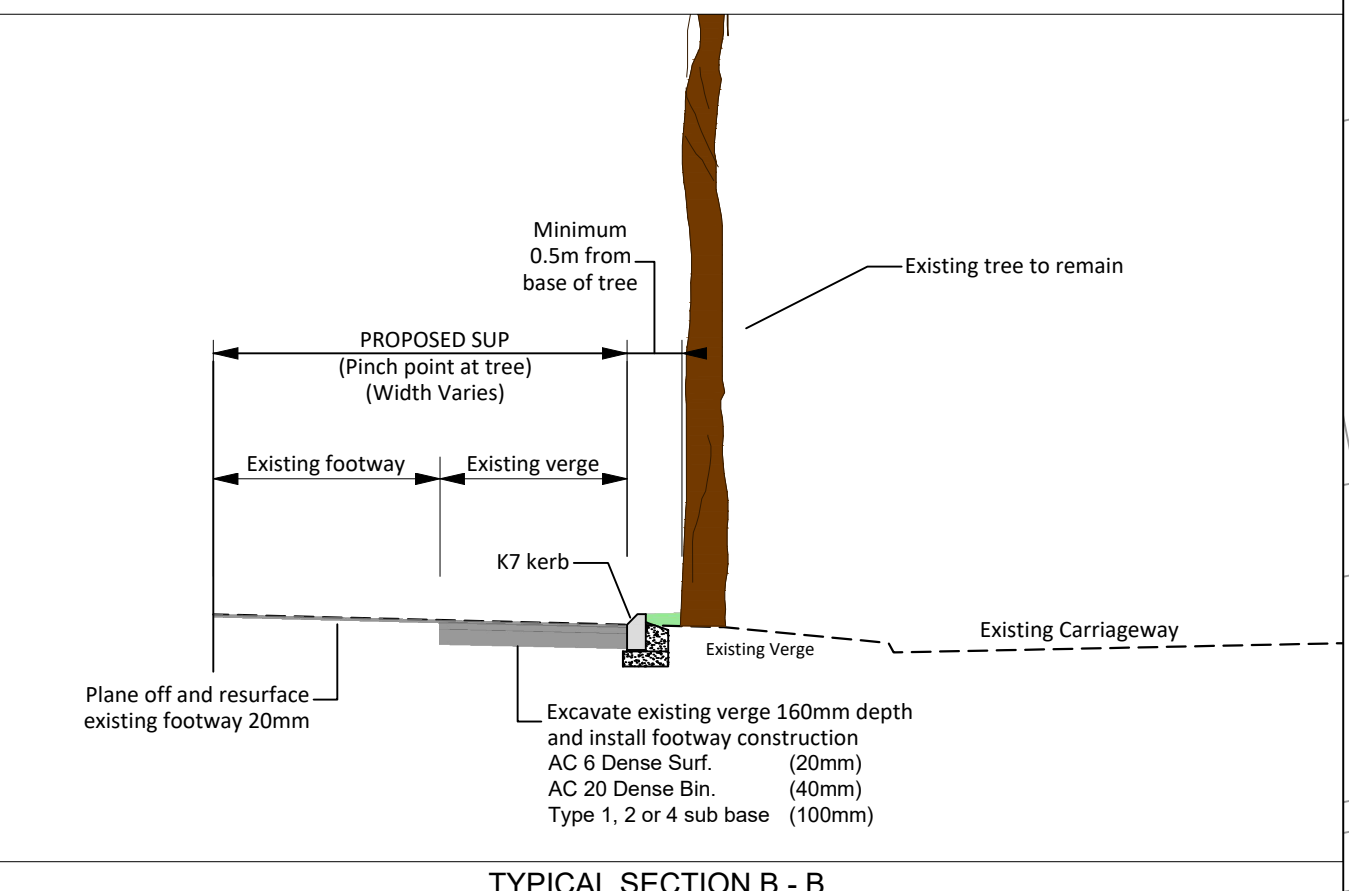 Minimum
0.5m from
base of tree
Existing tree to remain
PROPOSED SUP
(Pinch point at tree)
(Width Varies)
Existing footway
Existing verge
K7 kerb
Existing Verge
Existing Carriageway
Plane off and resurface
existing footway 20mm
Excavate existing verge 160mm depth
and install footway construction
AC 6 Dense Surf. (20mm)
AC 20 Dense Bin. (40mm)
Type 1, 2 or 4 sub base (100mm)
TYPICAL SECTION B - B